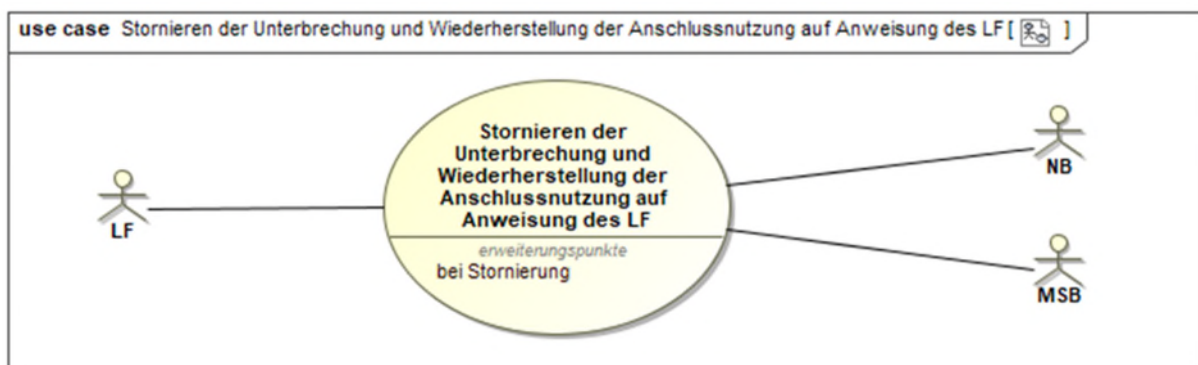 use case Stornieren der Unterbrechung und Wiederherstellung der Anschlussnutzung auf Anweisung des LF [ ]
Stornieren der
Unterbrechung und
Wiederherstellung der
Anschlussnutzung auf
Anweisung des LF
erweiterungspunkte
bei Stornierung
LF
NB
MSB